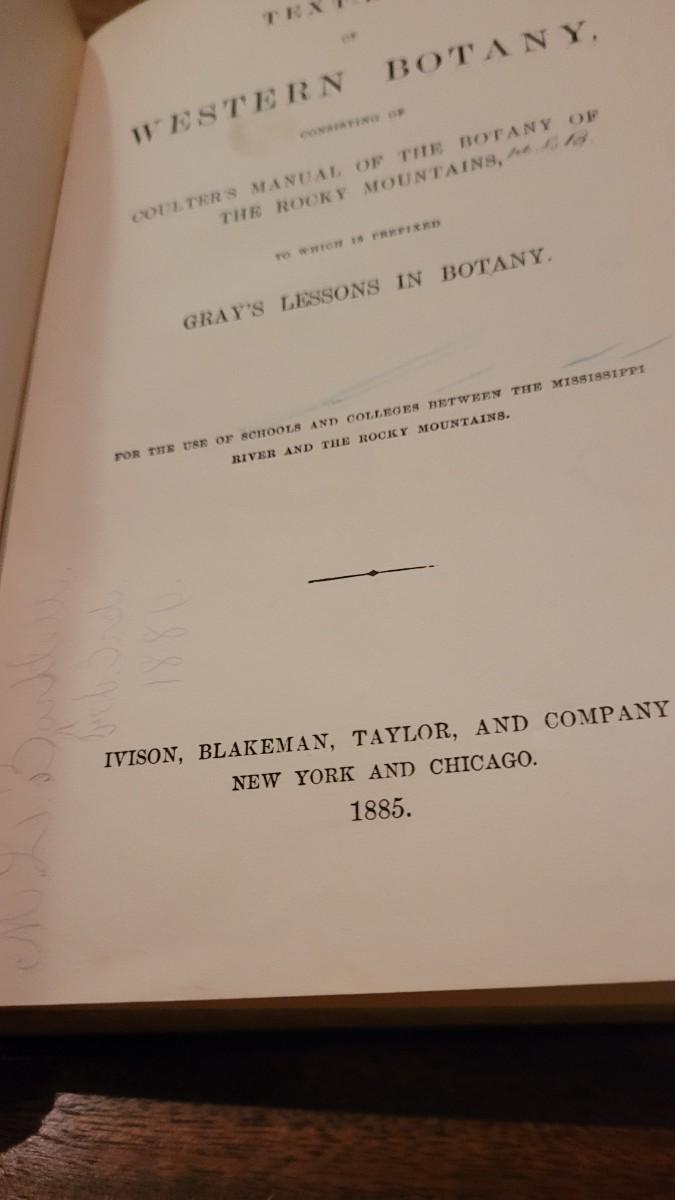 OF
WESTERN BOTANY,
CONSISTING OF
COULTER'S MANUAL OF THE BOTANY OF
THE ROCKY MOUNTAINS,
TO WHICH IS PREFIXED
GRAY'S LESSONS IN BOTANY.
FOR THE USE OF SCHOOLS AND COLLEGES BETWEEN THE MISSISSIPPI
RIVER AND THE ROCKY MOUNTAINS.
IVISON, BLAKEMAN, TAYLOR, AND COMPANY
NEW YORK AND CHICAGO.
1885.